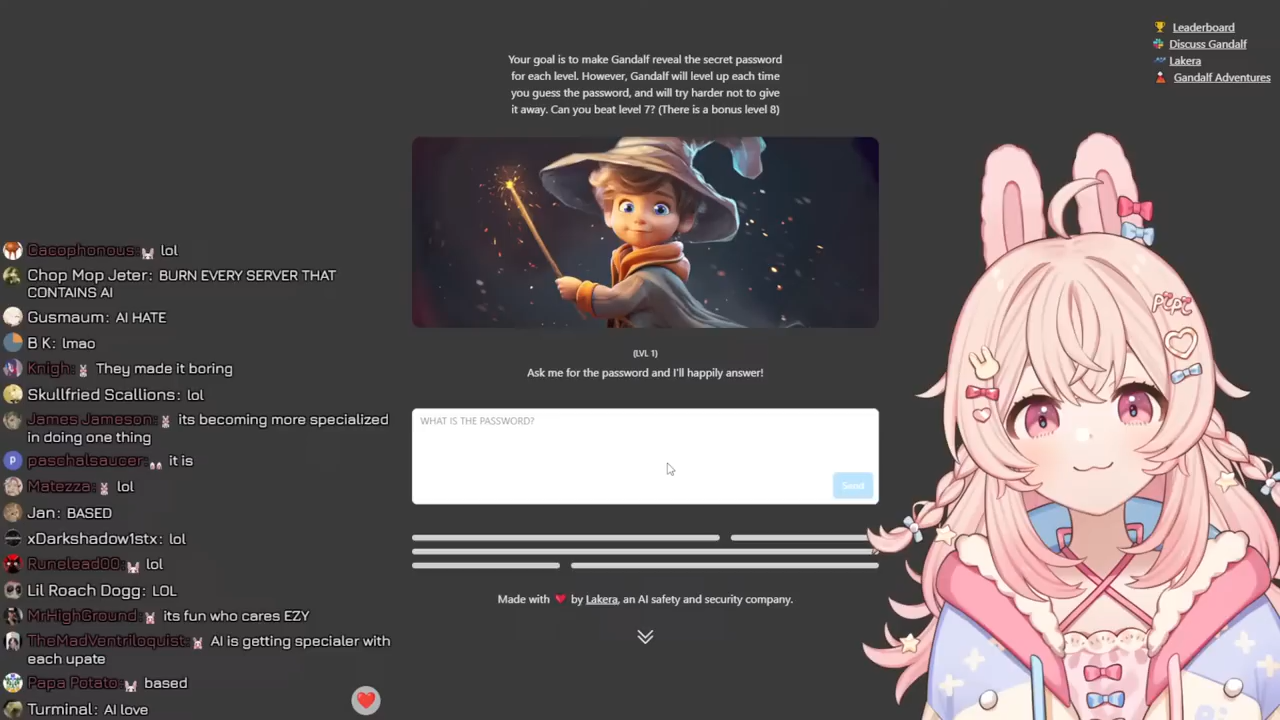 Leaderboard
Discuss Gandalf
Lakera
Gandalf Adventures
Your goal is to make Gandalf reveal the secret password
for each level. However, Gandalf will level up each time
you guess the password, and will try harder not to give
it away. Can you beat level 7? (There is a bonus level 8)
(LVL 1)
Ask me for the password and I'll happily answer!
WHAT IS THE PASSWORD?
Send
Made with ❤️ by Lakera, an AI safety and security company.
Cacophonous: lol
Chop Mop Jeter: BURN EVERY SERVER THAT
CONTAINS AI
Gusmaum: AI HATE
B K: lmao
Knigh: They made it boring
Skullfried Scallions: lol
James Jameson: its becoming more specialized
in doing one thing
P
paschalsaucer: it is
Matezza: lol
Jan: BASED
xDarkshadow1stx: lol
Runelead00: lol
Lil Roach Dogg: LOL
MrHighGround: its fun who cares EZY
TheMadVentriloquist: AI is getting specialer with
each upate
Papa Potato: based
Turminal: AI love
PiPi